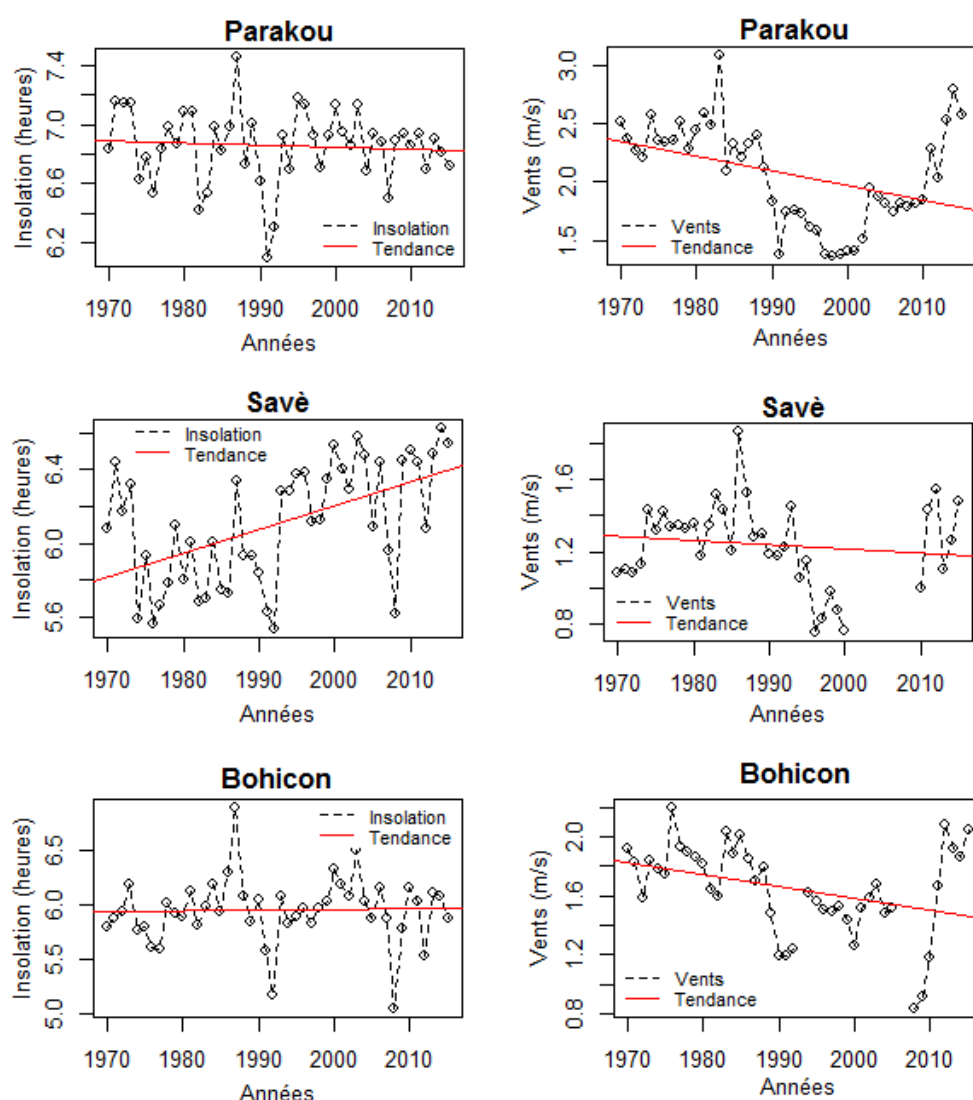 Parakou
Insolation (heures)
7.4
7.0
6.6
6.2
Insolation
Tendance
1970 1980 1990 2000 2010
Années
Parakou
Vents (m/s)
3.0
2.5
2.0
1.5
Vents
Tendance
1970 1980 1990 2000 2010
Années
Savè
Insolation (heures)
6.4
6.0
5.6
Insolation
Tendance
1970 1980 1990 2000 2010
Années
Savè
Vents (m/s)
1.6
1.2
0.8
Vents
Tendance
1970 1980 1990 2000 2010
Années
Bohicon
Insolation (heures)
6.5
6.0
5.5
5.0
Insolation
Tendance
1970 1980 1990 2000 2010
Années
Bohicon
Vents (m/s)
2.0
1.6
1.2
0.8
Vents
Tendance
1970 1980 1990 2000 2010
Années